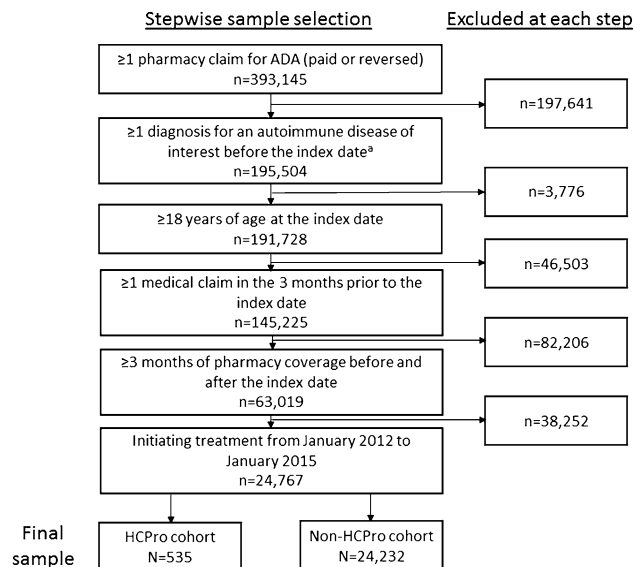 Stepwise sample selection
Excluded at each step
≥1 pharmacy claim for ADA (paid or reversed)
n=393,145
n=197,641
≥1 diagnosis for an autoimmune disease of
interest before the index dateᵃ
n=195,504
n=3,776
≥18 years of age at the index date
n=191,728
n=46,503
≥1 medical claim in the 3 months prior to the
index date
n=145,225
n=82,206
≥3 months of pharmacy coverage before and
after the index date
n=63,019
n=38,252
Initiating treatment from January 2012 to
January 2015
n=24,767
Final
sample
HCPro cohort
N=535
Non-HCPro cohort
N=24,232